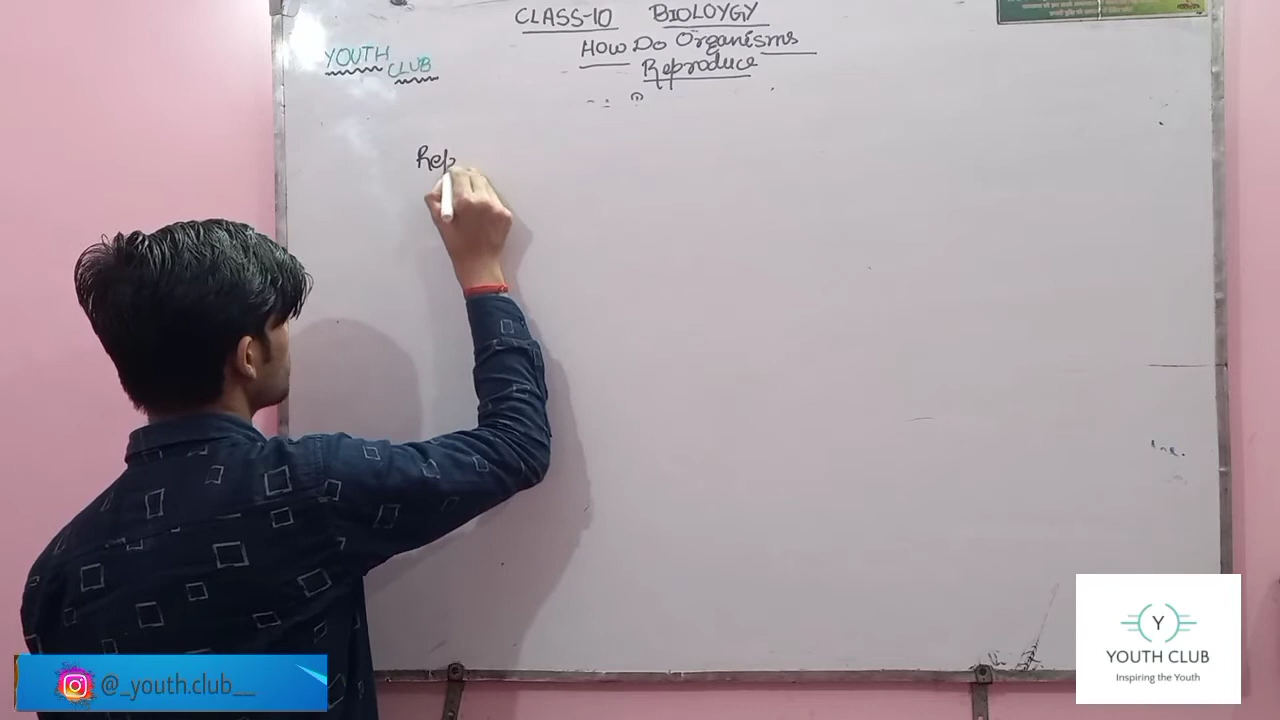 CLASS-10 BIOLOYGY
How Do Organisms
Reproduce
YOUTH
CLUB
Rep
@_youth.club__
Y
YOUTH CLUB
Inspiring the Youth